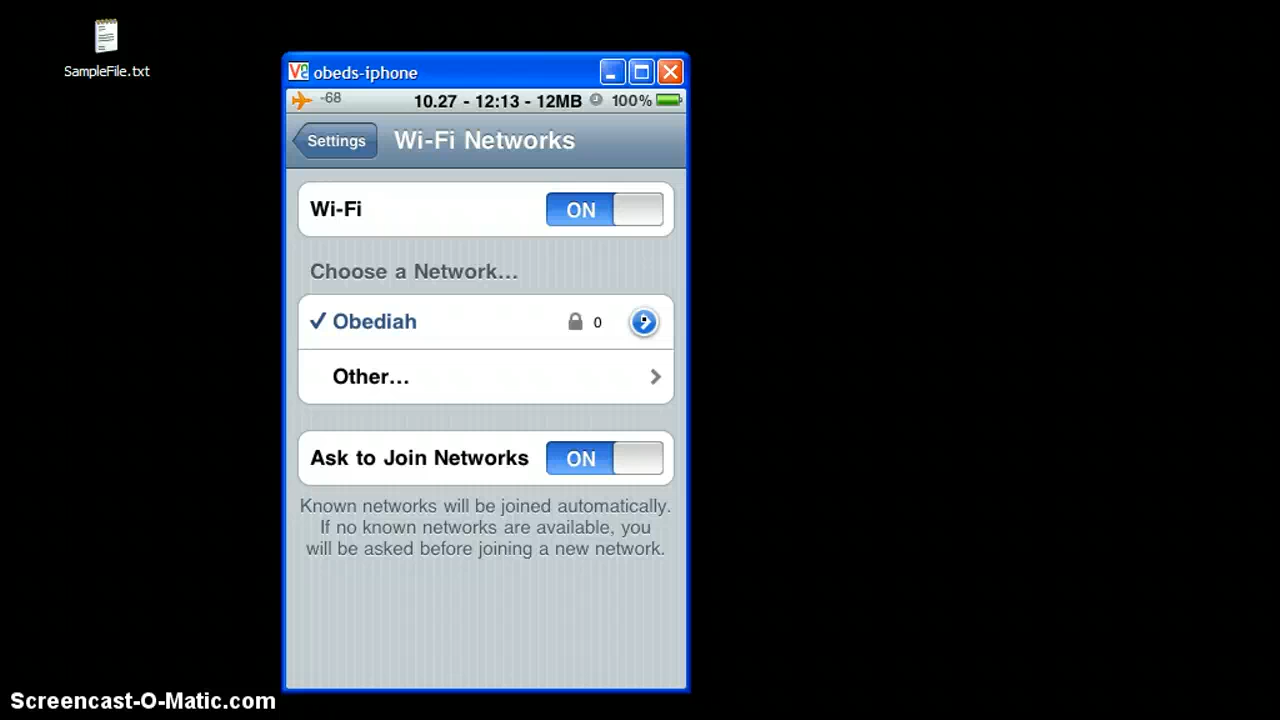 SampleFile.txt
obeds-iphone
-68 10.27 - 12:13 - 12MB 100%
Settings Wi-Fi Networks
Wi-Fi ON
Choose a Network...
Obediah 0
Other...
Ask to Join Networks ON
Known networks will be joined automatically.
If no known networks are available, you
will be asked before joining a new network.
Screencast-O-Matic.com